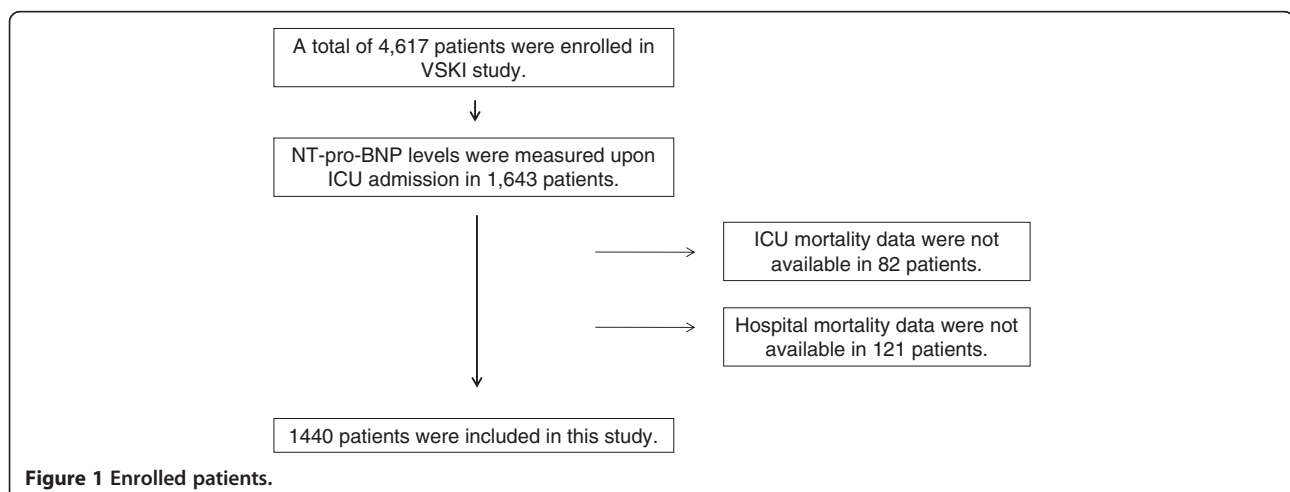 A total of 4,617 patients were enrolled in
VSKI study.
NT-pro-BNP levels were measured upon
ICU admission in 1,643 patients.
ICU mortality data were not
available in 82 patients.
Hospital mortality data were not
available in 121 patients.
1440 patients were included in this study.
Figure 1 Enrolled patients.